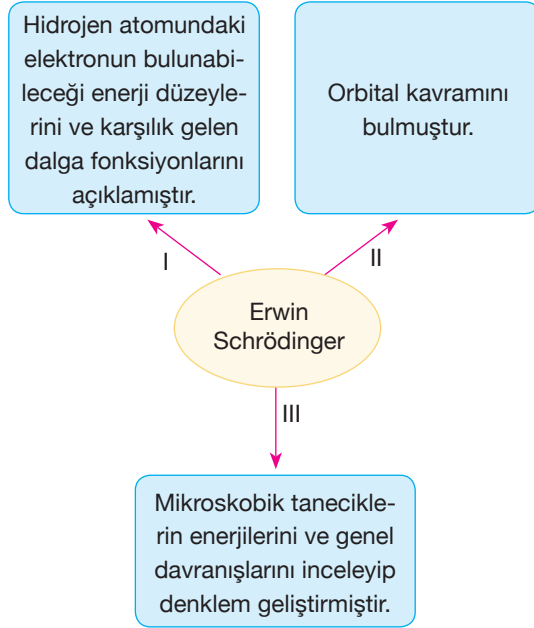 Hidrojen atomundaki
elektronun bulunabi-
leceği enerji düzeyle-
rini ve karşılık gelen
dalga fonksiyonlarını
açıklamıştır.
Orbital kavramını
bulmuştur.
I
II
Erwin
Schrödinger
III
Mikroskobik tanecikle-
rin enerjilerini ve genel
davranışlarını inceleyip
denklem geliştirmiştir.